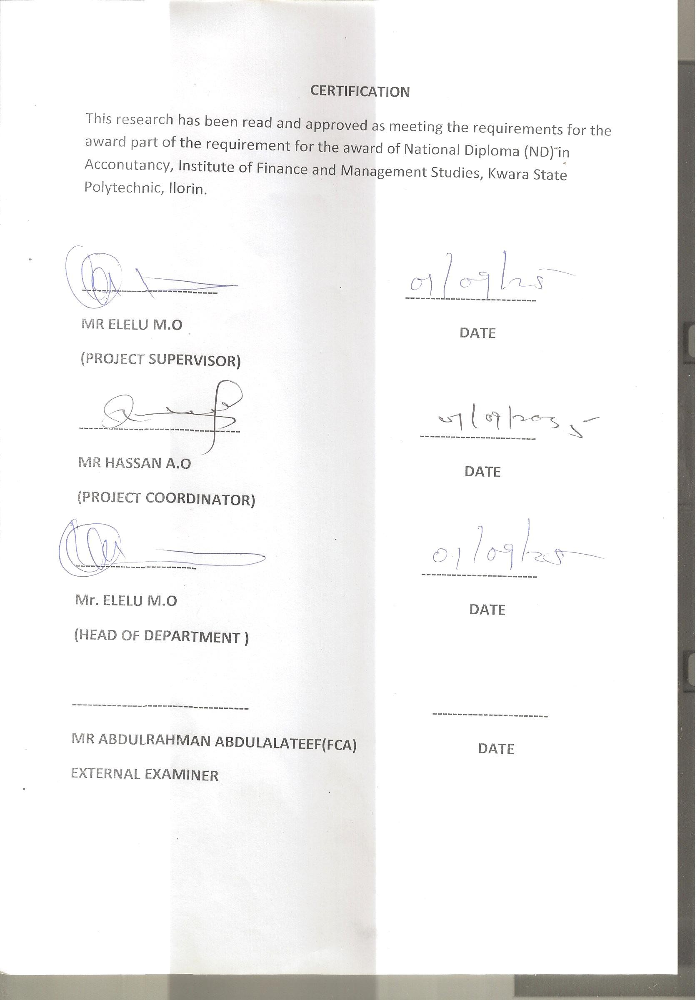 CERTIFICATION
This research has been read and approved as meeting the requirements for the
award part of the requirement for the award of National Diploma (ND) in
Acconutancy, Institute of Finance and Management Studies, Kwara State
Polytechnic, Ilorin.
01/09/25
MR ELELU M.O
DATE
(PROJECT SUPERVISOR)
01/09/
MR HASSAN A.O
DATE
(PROJECT COORDINATOR)
01/09/25
Mr. ELELU M.O
DATE
(HEAD OF DEPARTMENT )
MR ABDULRAHMAN ABDULALATEEF(FCA)
DATE
EXTERNAL EXAMINER